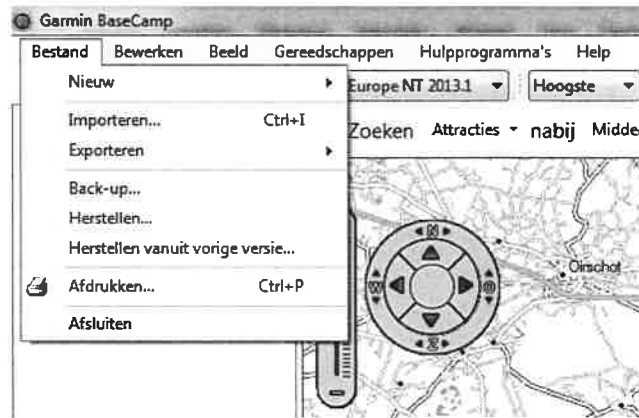 Garmin BaseCamp
Bestand Bewerken Beeld Gereedschappen Hulpprogramma's Help
Nieuw
Europe NT 2013.1 Hoogste
Importeren... Ctrl+I
Zoeken Attracties nabij Midde
Exporteren
Back-up...
Herstellen...
Herstellen vanuit vorige versie...
Afdrukken... Ctrl+P
Afsluiten
N
W O
Z
Oirschot